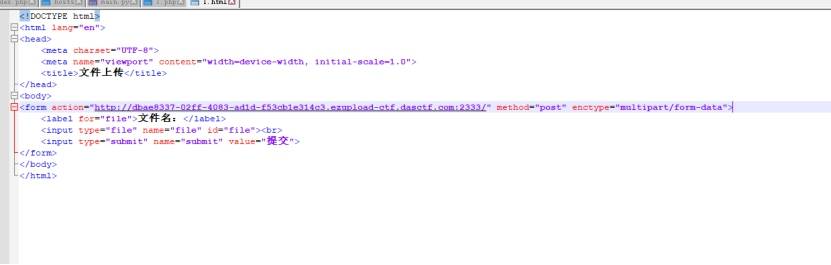 main.py
1.php
1.html
<!DOCTYPE html>
<html lang="en">
<head>
<meta charset="UTF-8">
<meta name="viewport" content="width=device-width, initial-scale=1.0">
<title>文件上传</title>
</head>
<body>
<form action="http://dbae8337-02ff-4083-ad1d-f53cb1e314c3.ezupload-ctf.dasctf.com:2333/" method="post" enctype="multipart/form-data">
<label for="file">文件名：</label>
<input type="file" name="file" id="file"><br>
<input type="submit" name="submit" value="提交">
</form>
</body>
</html>